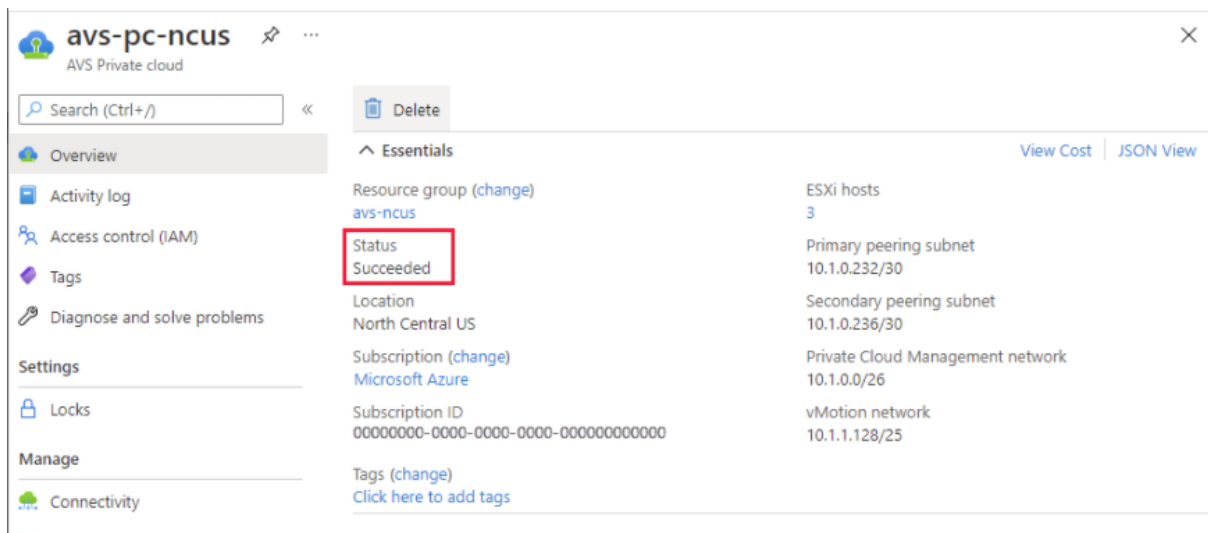 avs-pc-ncus
AVS Private cloud
Search (Ctrl+/)
Overview
Activity log
Access control (IAM)
Tags
Diagnose and solve problems
Settings
Locks
Manage
Connectivity
Delete
Essentials
View Cost
JSON View
Resource group (change)
avs-ncus
Status
Succeeded
Location
North Central US
Subscription (change)
Microsoft Azure
Subscription ID
00000000-0000-0000-0000-000000000000
Tags (change)
Click here to add tags
ESXi hosts
3
Primary peering subnet
10.1.0.232/30
Secondary peering subnet
10.1.0.236/30
Private Cloud Management network
10.1.0.0/26
vMotion network
10.1.1.128/25